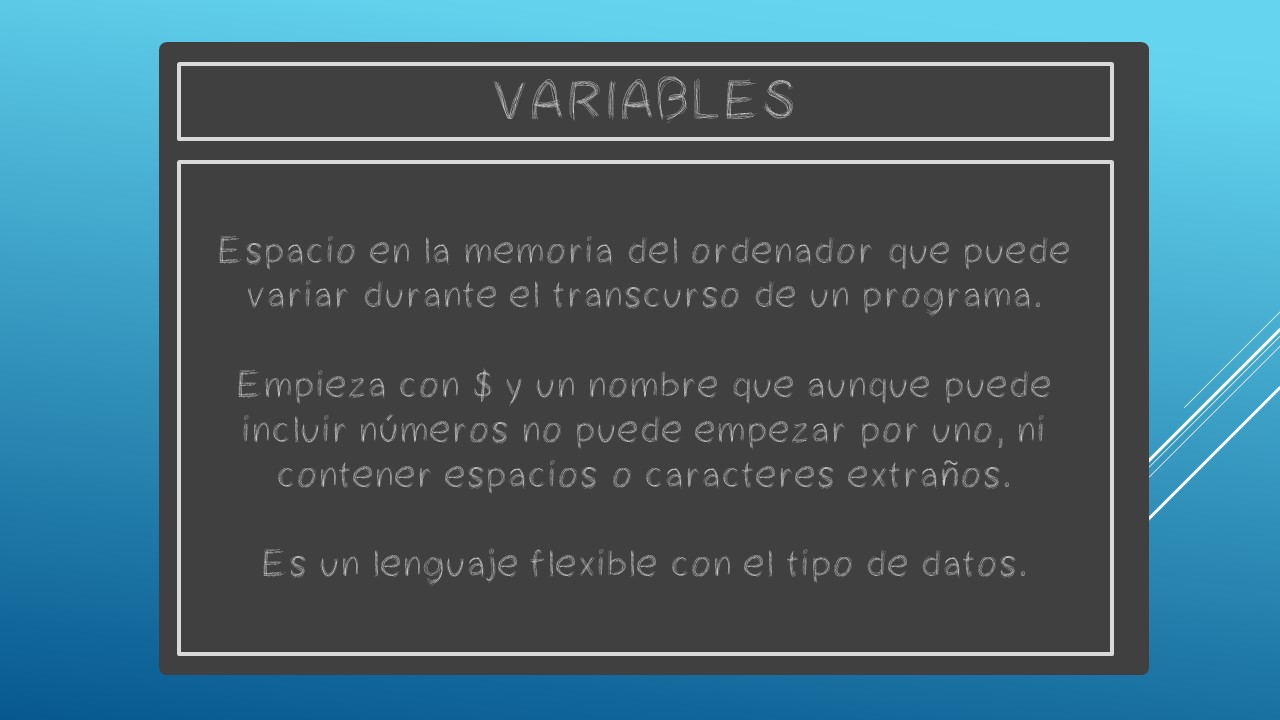 VARIABLES
Espacio en la memoria del ordenador que puede
variar durante el transcurso de un programa.
Empieza con $ y un nombre que aunque puede
incluir números no puede empezar por uno, ni
contener espacios o caracteres extraños.
Es un lenguaje flexible con el tipo de datos.